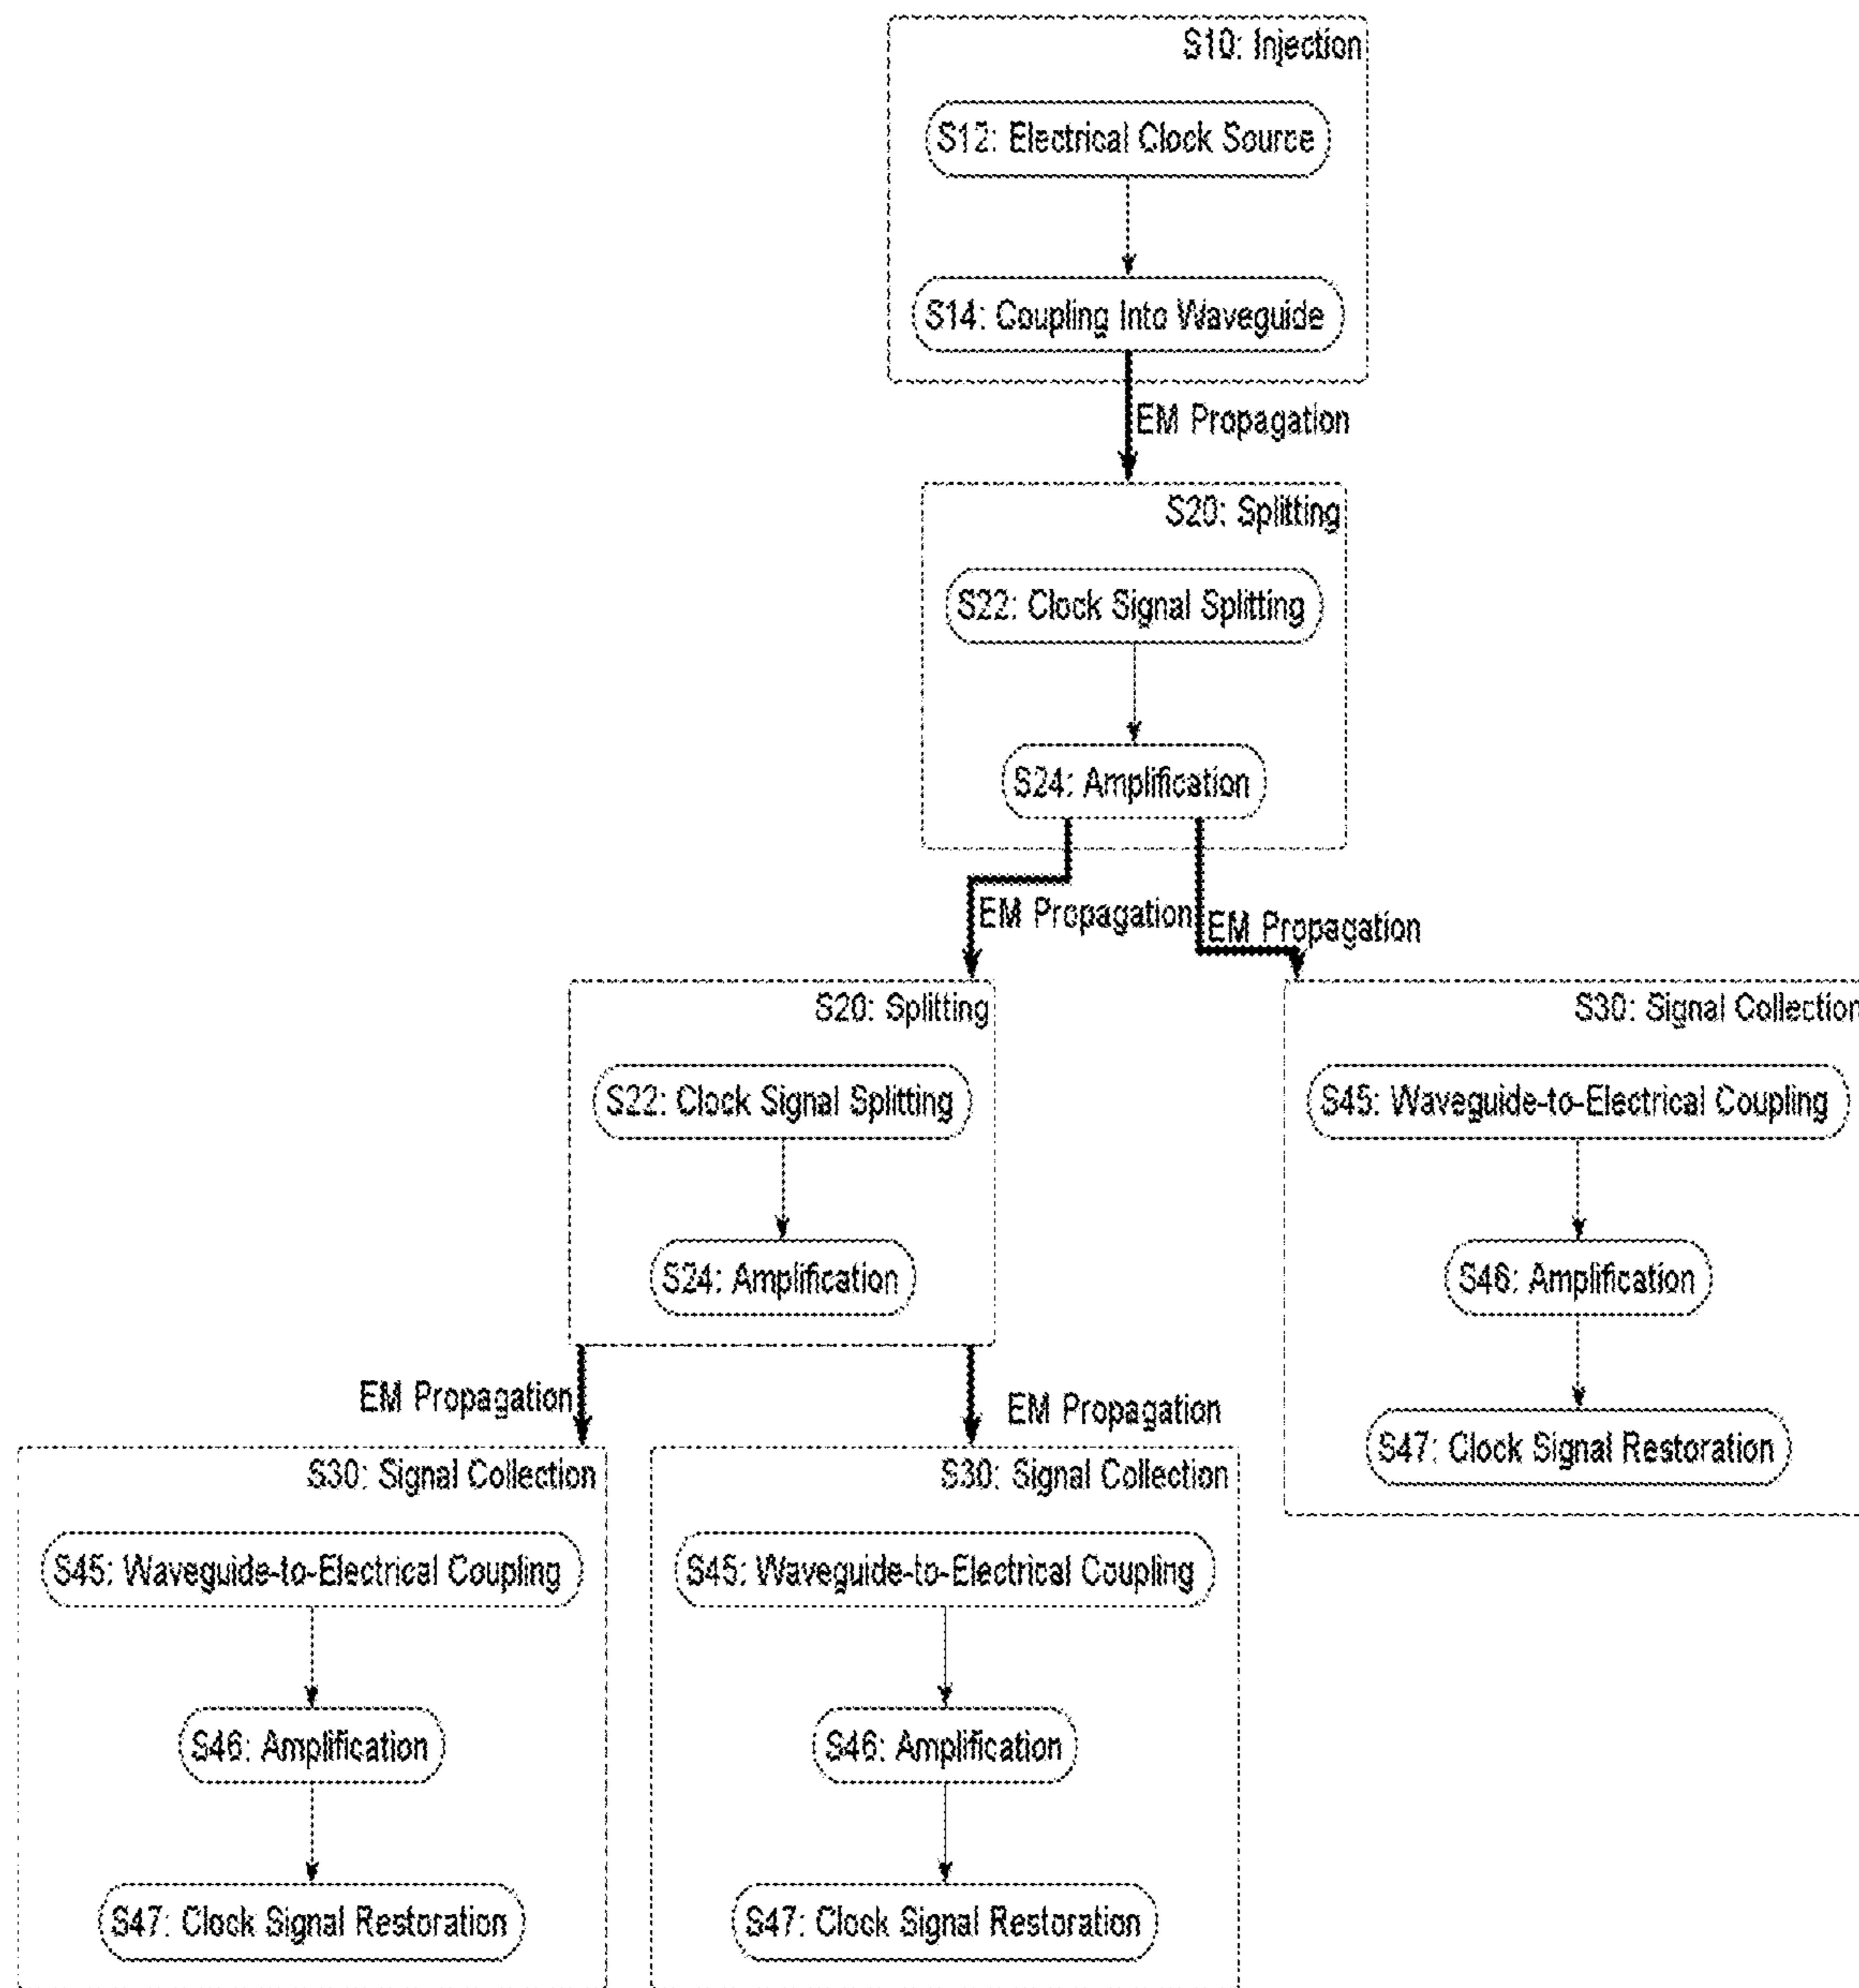 S10: Injection
S12: Electrical Clock Source
S14: Coupling Into Waveguide
EM Propagation
S20: Splitting
S22: Clock Signal Splitting
S24: Amplification
EM Propagation
EM Propagation
S20: Splitting
S22: Clock Signal Splitting
S24: Amplification
S30: Signal Collection
S45: Waveguide-to-Electrical Coupling
S46: Amplification
S47: Clock Signal Restoration
EM Propagation
EM Propagation
S30: Signal Collection
S45: Waveguide-to-Electrical Coupling
S46: Amplification
S47: Clock Signal Restoration
S30: Signal Collection
S45: Waveguide-to-Electrical Coupling
S46: Amplification
S47: Clock Signal Restoration